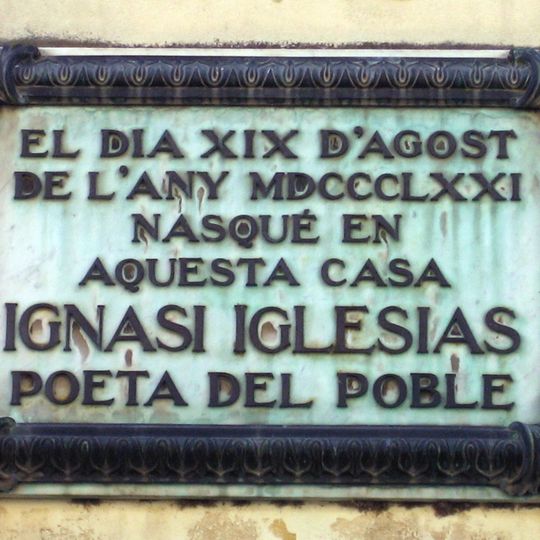 EL DIA XIX D'AGOST
DE L'ANY MDCCCLXXI
NASQUÉ EN
AQUESTA CASA
IGNASI IGLESIAS
POETA DEL POBLE